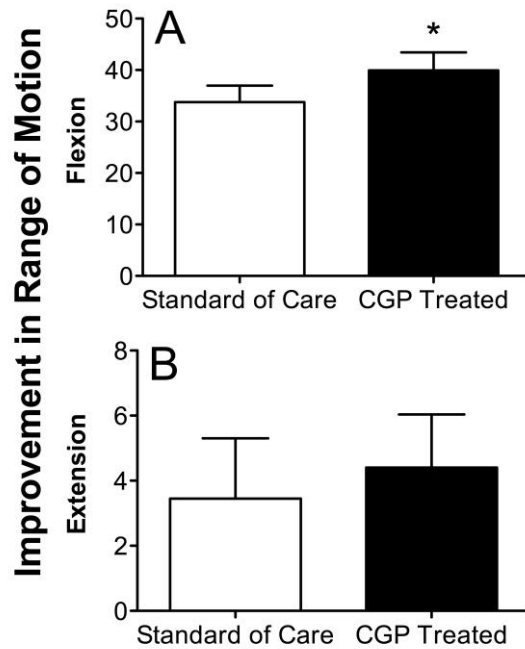 Improvement in Range of Motion
A
Flexion
50
40
30
20
10
0
*
Standard of Care
CGP Treated
B
Extension
8
6
4
2
0
Standard of Care
CGP Treated